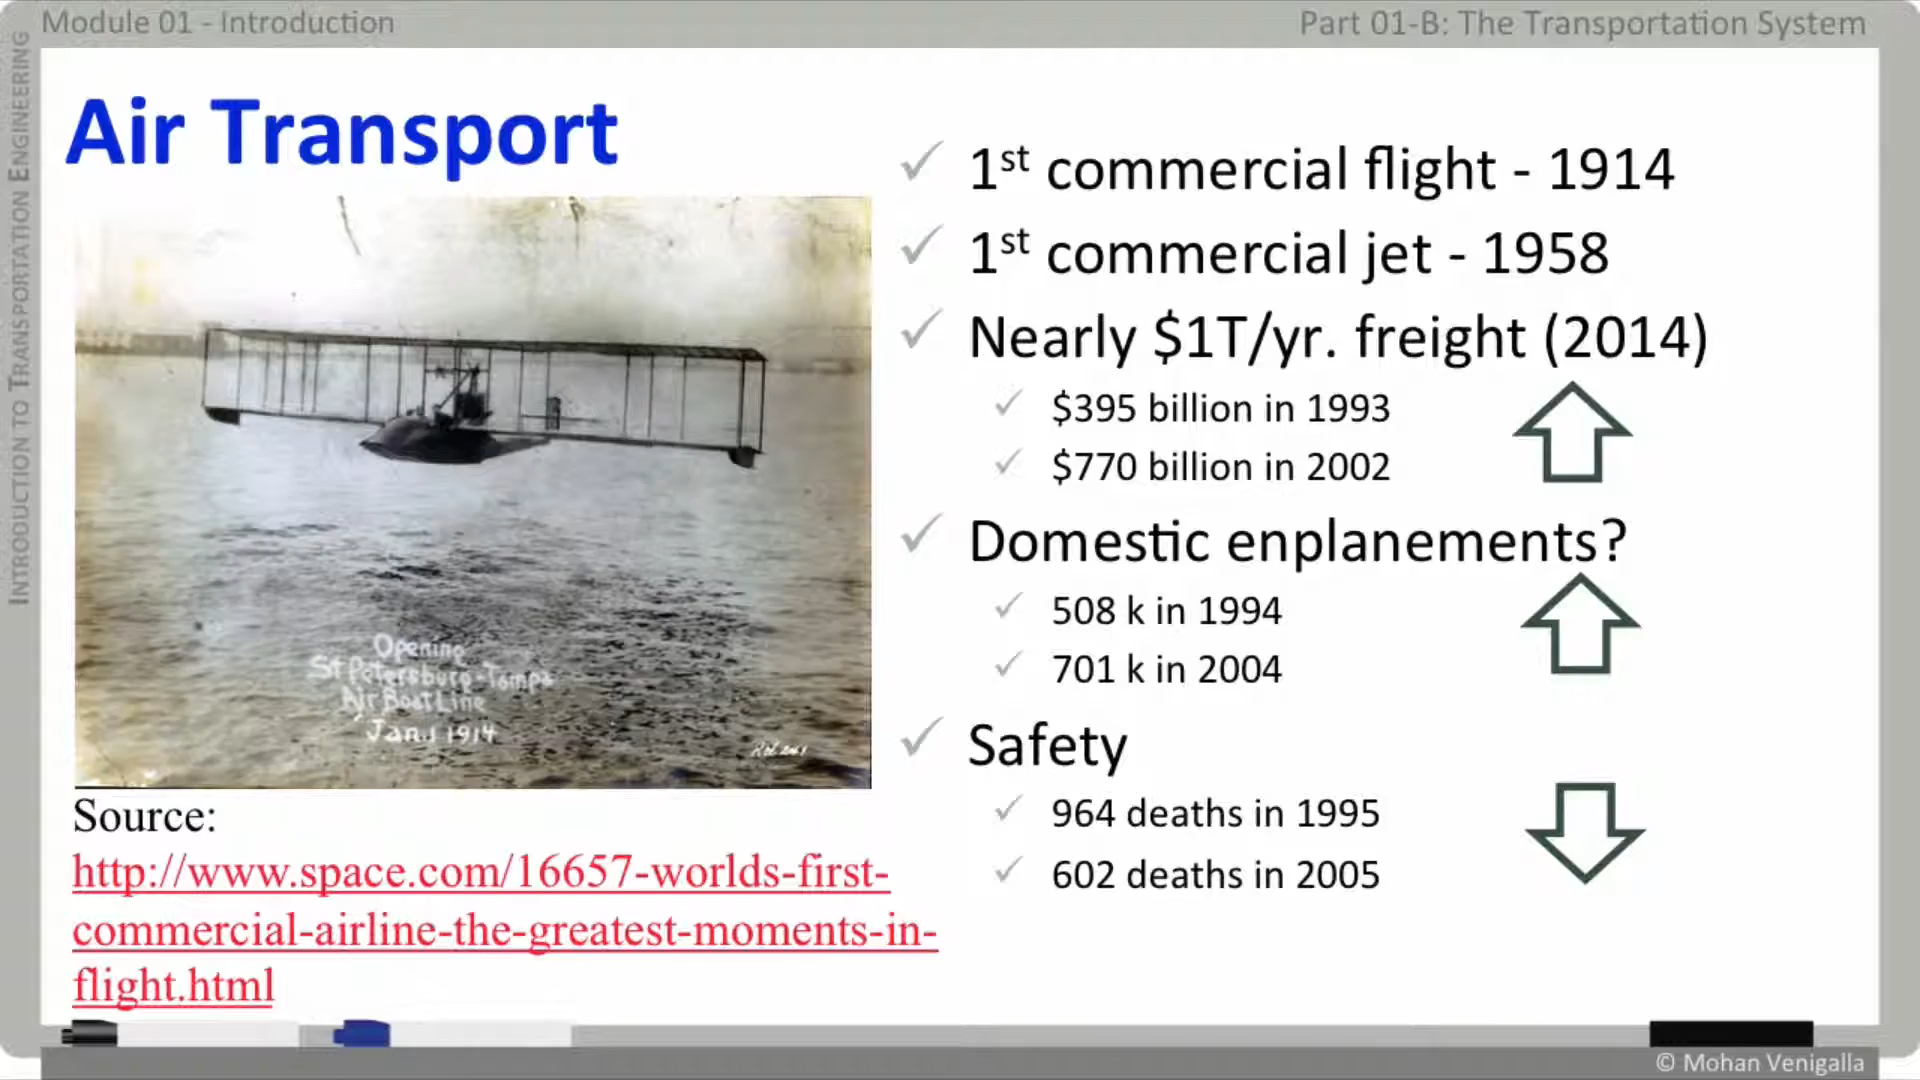 Module 01 - Introduction
Part 01-B: The Transportation System
INTRODUCTION TO TRANSPORTATION ENGINEERING
Air Transport
Opening
St Petersburg-Tampa
Air Boat Line
Jan 1 1914
Source:
http://www.space.com/16657-worlds-first-
commercial-airline-the-greatest-moments-in-
flight.html
✓ 1st commercial flight - 1914
✓ 1st commercial jet - 1958
✓ Nearly $1T/yr. freight (2014)
✓ $395 billion in 1993
✓ $770 billion in 2002
✓ Domestic enplanements?
✓ 508 k in 1994
✓ 701 k in 2004
✓ Safety
✓ 964 deaths in 1995
✓ 602 deaths in 2005
© Mohan Venigalla